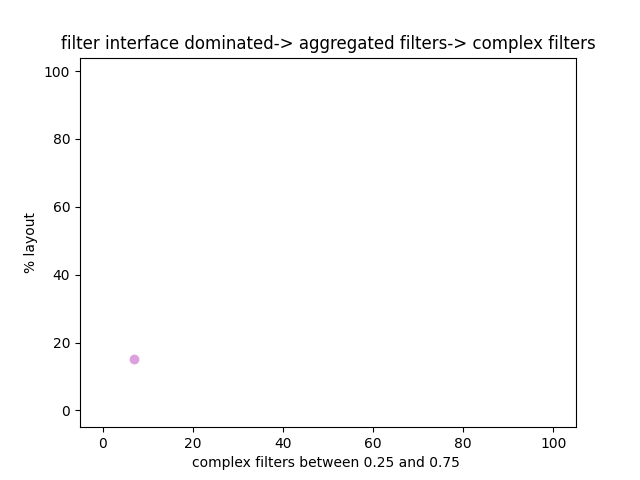 filter interface dominated-> aggregated filters-> complex filters
100
80
60
40
20
0
% layout
0 20 40 60 80 100
complex filters between 0.25 and 0.75